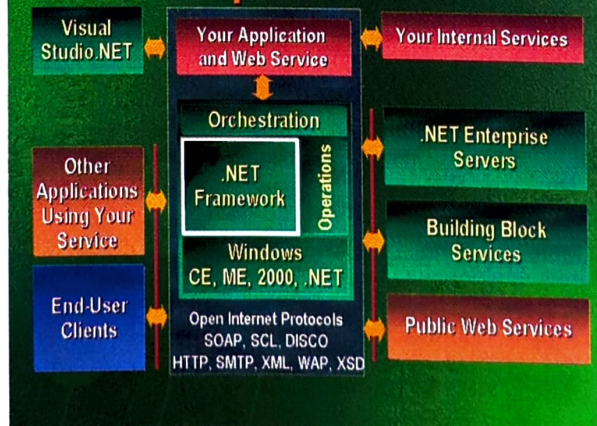 Visual
Studio.NET
Your Application
and Web Service
Your Internal Services
Orchestration
.NET
Framework
Operations
Windows
CE, ME, 2000, .NET
Open Internet Protocols
SOAP, SCL, DISCO
HTTP, SMTP, XML, WAP, XSD
Other
Applications
Using Your
Service
End-User
Clients
.NET Enterprise
Servers
Building Block
Services
Public Web Services